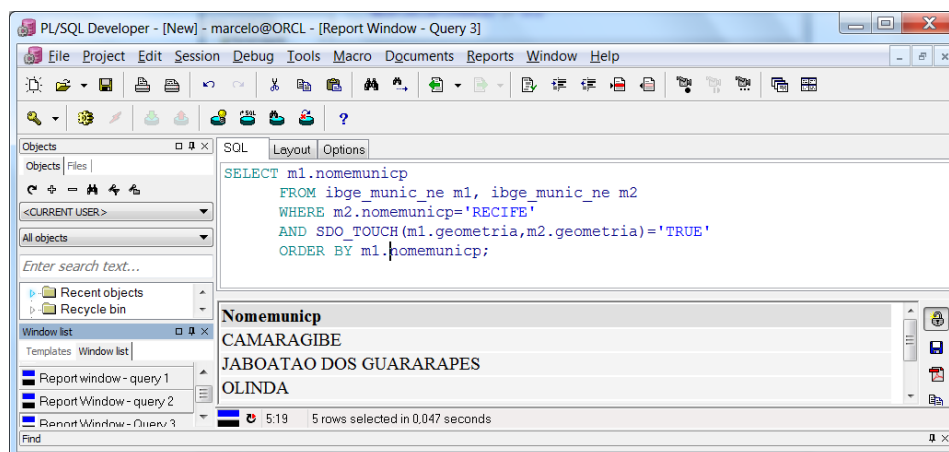 PL/SQL Developer - [New] - marcelo@ORCL - [Report Window - Query 3]
File Project Edit Session Debug Tools Macro Documents Reports Window Help
SQL
?
Objects
Objects Files
<CURRENT USER>
All objects
Enter search text...
Recent objects
Recycle bin
Window list
Templates Window list
Report window - query 1
Report Window - query 2
Report Window - Query 3
SQL Layout Options
SELECT m1.nomemunicp
FROM ibge_munic_ne m1, ibge_munic_ne m2
WHERE m2.nomemunicp='RECIFE'
AND SDO_TOUCH(m1.geometria,m2.geometria)='TRUE'
ORDER BY m1.nomemunicp;
Nomemunicp
CAMARAGIBE
JABOATAO DOS GUARARAPES
OLINDA
5:19 5 rows selected in 0,047 seconds
Find